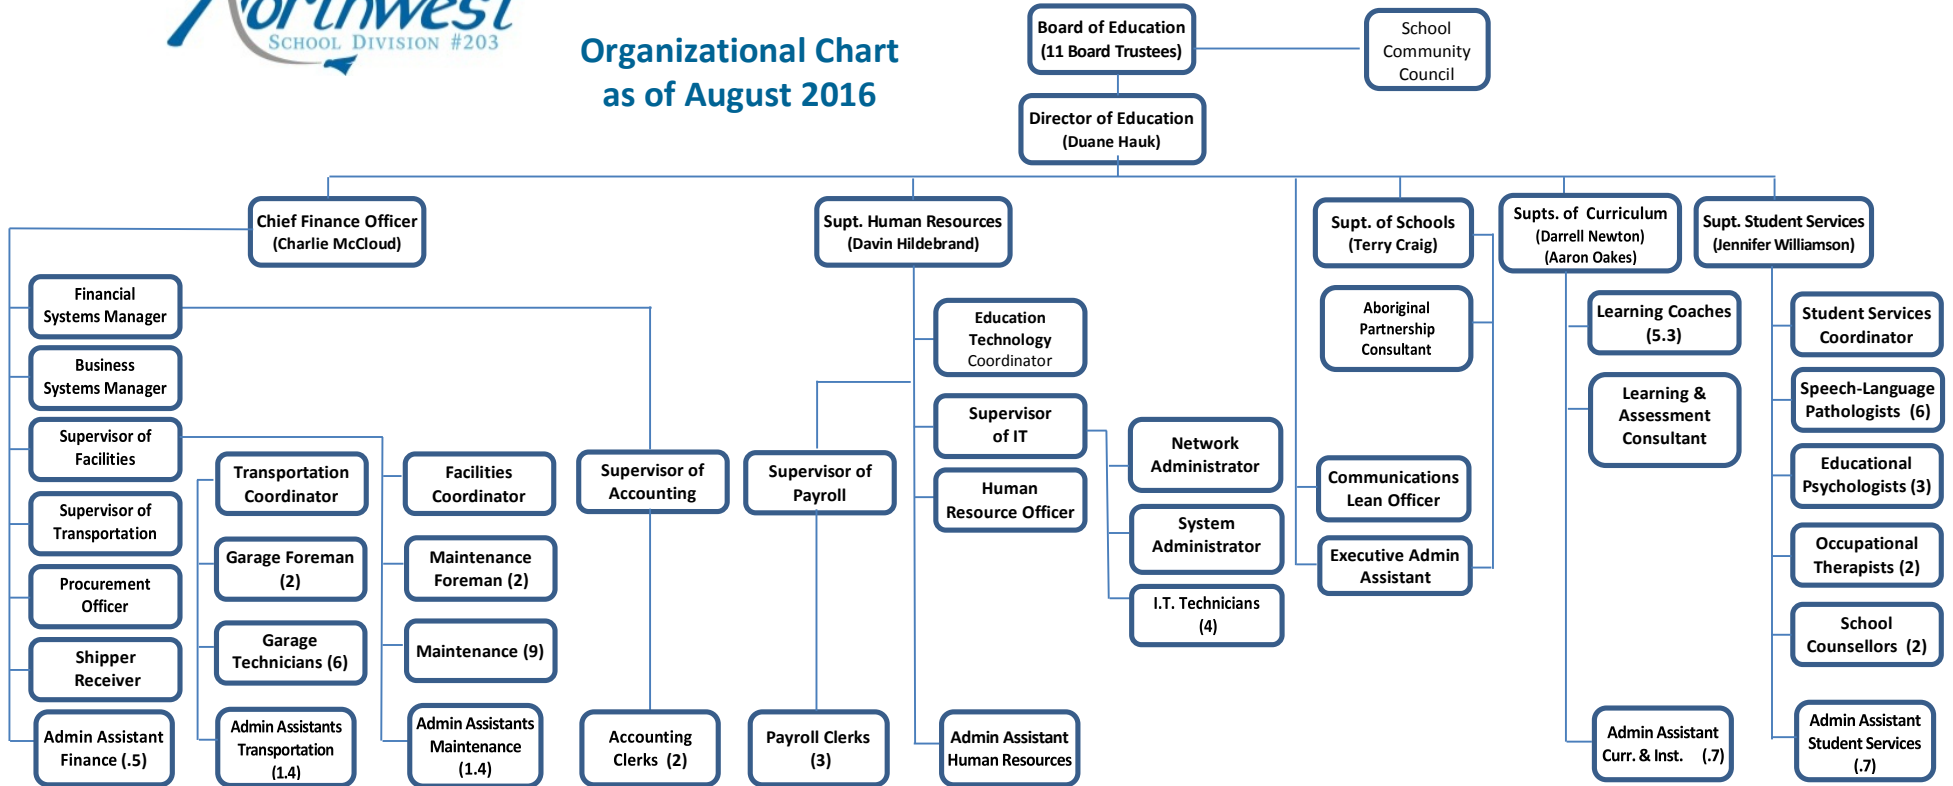 Northwest
SCHOOL DIVISION #203
Organizational Chart
as of August 2016
Board of Education
(11 Board Trustees)
School
Community
Council
Director of Education
(Duane Hauk)
Chief Finance Officer
(Charlie McCloud)
Supt. Human Resources
(Davin Hildebrand)
Supt. of Schools
(Terry Craig)
Supts. of Curriculum
(Darrell Newton)
(Aaron Oakes)
Supt. Student Services
(Jennifer Williamson)
Financial
Systems Manager
Business
Systems Manager
Supervisor of
Facilities
Supervisor of
Transportation
Procurement
Officer
Shipper
Receiver
Admin Assistant
Finance (.5)
Transportation
Coordinator
Garage Foreman
(2)
Garage
Technicians (6)
Admin Assistants
Transportation
(1.4)
Facilities
Coordinator
Maintenance
Foreman (2)
Maintenance (9)
Admin Assistants
Maintenance
(1.4)
Supervisor of
Accounting
Accounting
Clerks (2)
Supervisor of
Payroll
Payroll Clerks
(3)
Education
Technology
Coordinator
Supervisor
of IT
Human
Resource Officer
Admin Assistant
Human Resources
Network
Administrator
System
Administrator
I.T. Technicians
(4)
Aboriginal
Partnership
Consultant
Communications
Lean Officer
Executive Admin
Assistant
Learning Coaches
(5.3)
Learning &
Assessment
Consultant
Admin Assistant
Curr. & Inst. (.7)
Student Services
Coordinator
Speech-Language
Pathologists (6)
Educational
Psychologists (3)
Occupational
Therapists (2)
School
Counsellors (2)
Admin Assistant
Student Services
(.7)